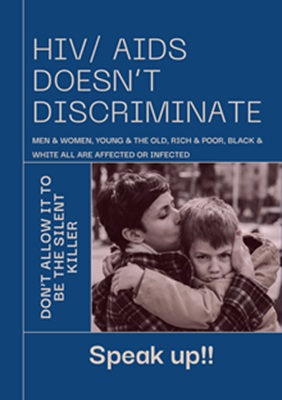 HIV/ AIDS
DOESN'T
DISCRIMINATE
MEN & WOMEN, YOUNG & THE OLD, RICH & POOR, BLACK &
WHITE ALL ARE AFFECTED OR INFECTED
DON'T ALLOW IT TO
BE THE SILENT
KILLER
Speak up!!